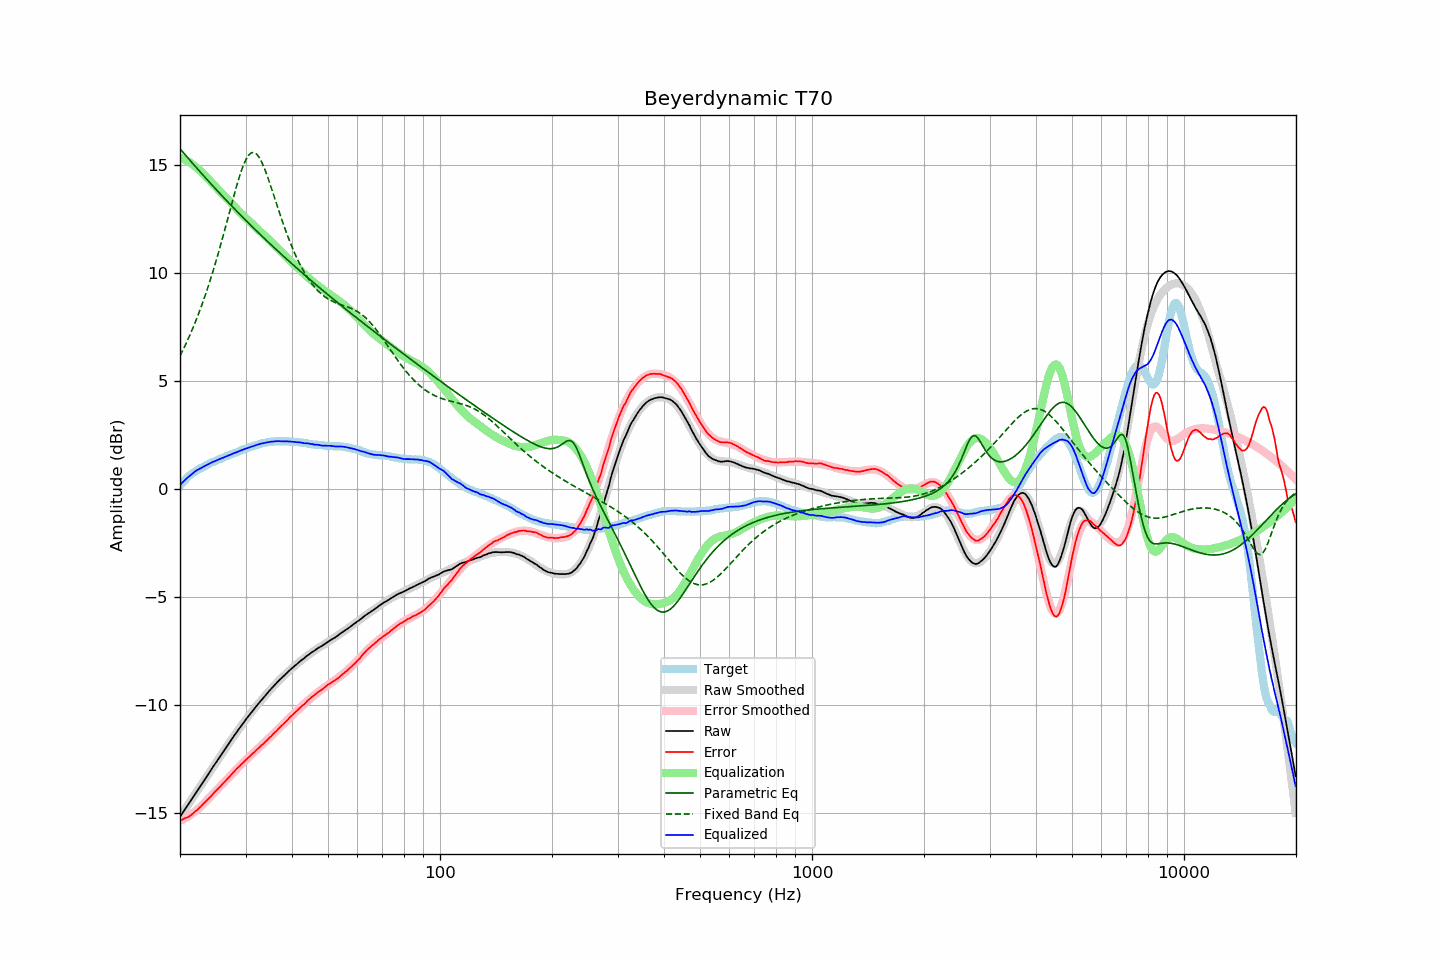 Beyerdynamic T70
Amplitude (dBr)
15
10
5
0
−5
−10
−15
Target
Raw Smoothed
Error Smoothed
Raw
Error
Equalization
Parametric Eq
Fixed Band Eq
Equalized
100
1000
10000
Frequency (Hz)